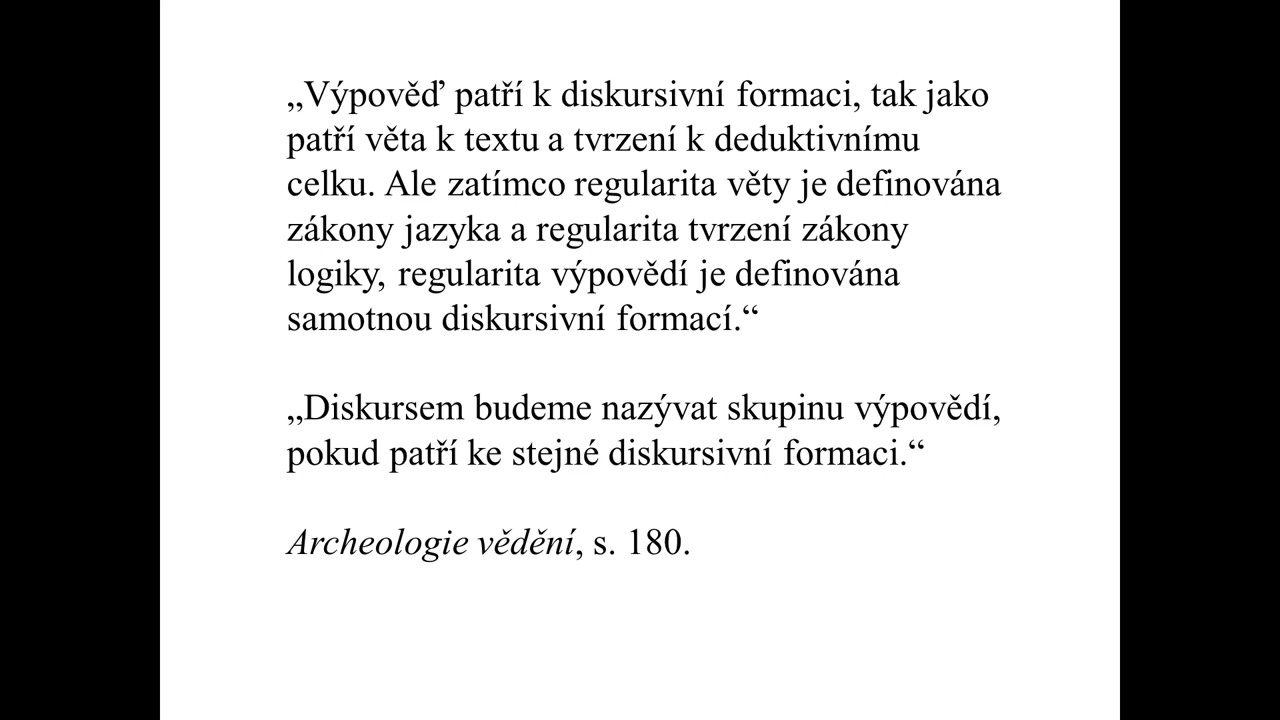 „Výpověď patří k diskursivní formaci, tak jako
patří věta k textu a tvrzení k deduktivnímu
celku. Ale zatímco regularita věty je definována
zákony jazyka a regularita tvrzení zákony
logiky, regularita výpovědí je definována
samotnou diskursivní formací.“
„Diskursem budeme nazývat skupinu výpovědí,
pokud patří ke stejné diskursivní formaci.“
Archeologie vědění, s. 180.